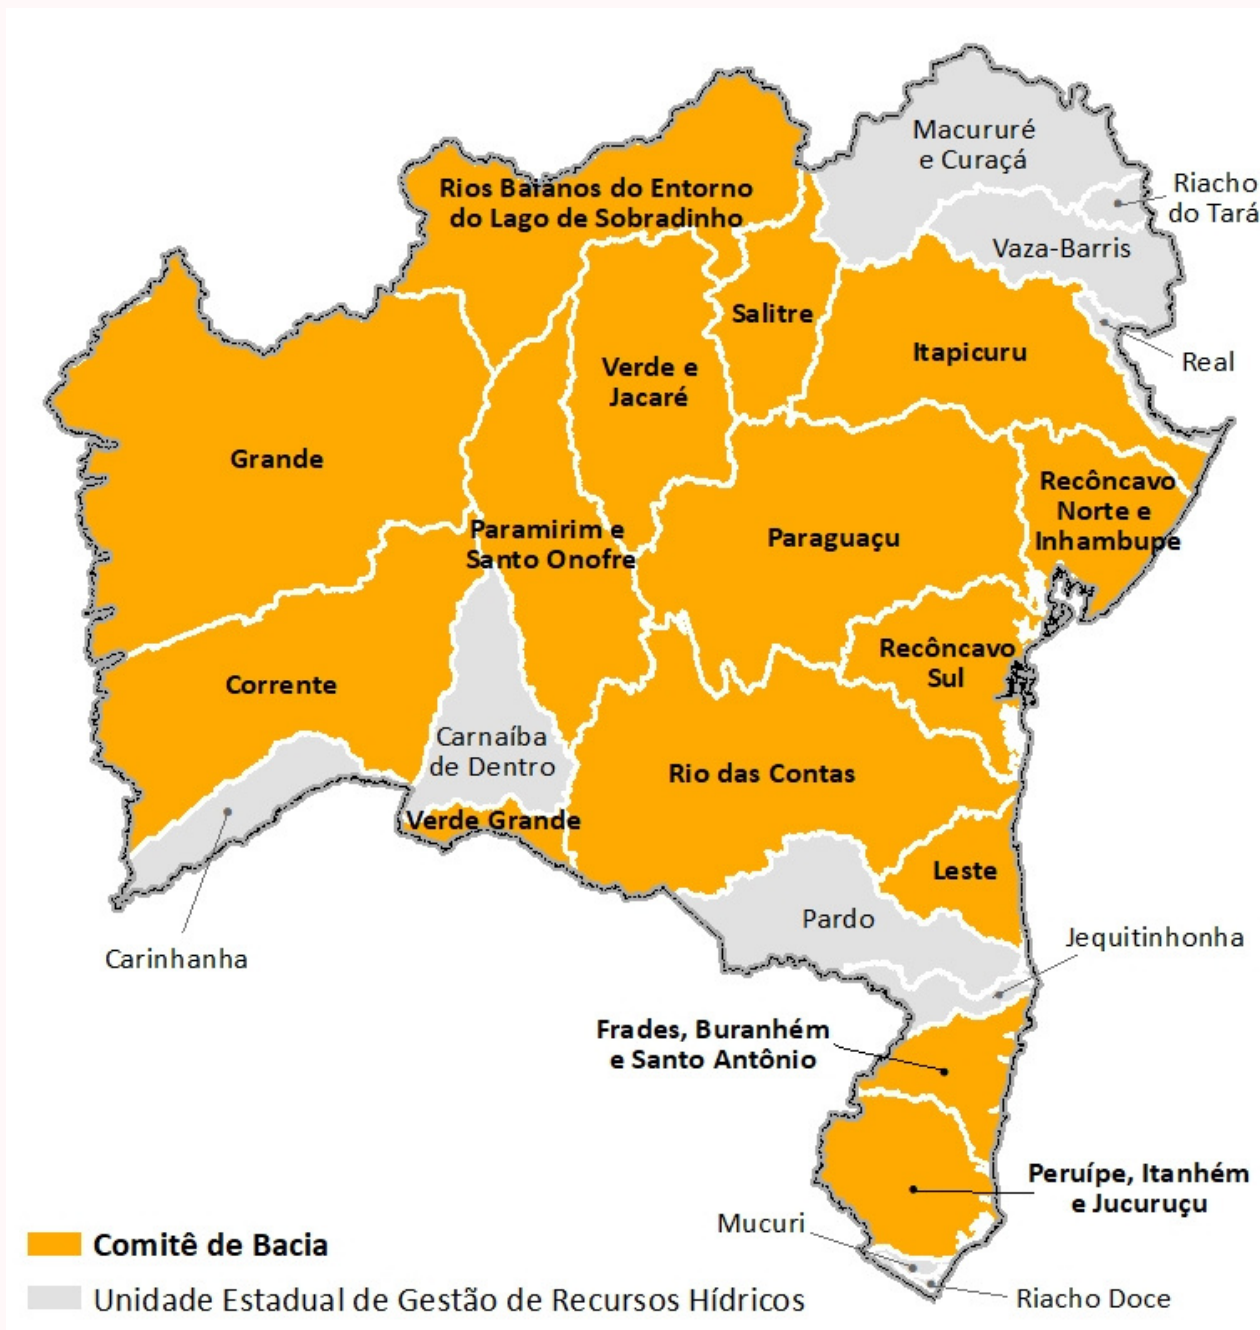 Macururé
e Curaçá
Riacho
do Tará
Rios Baianos do Entorno
do Lago de Sobradinho
Vaza-Barris
Salitre
Itapicuru
Real
Verde e
Jacaré
Grande
Recôncavo
Norte e
Inhambupe
Paramirim e
Santo Onofre
Paraguaçu
Recôncavo
Sul
Corrente
Carnaíba
de Dentro
Rio das Contas
Verde Grande
Leste
Pardo
Jequitinhonha
Carinhanha
Frades, Buranhém
e Santo Antônio
Peruípe, Itanhém
e Jucuruçu
Mucuri
Riacho Doce
Comitê de Bacia
Unidade Estadual de Gestão de Recursos Hídricos